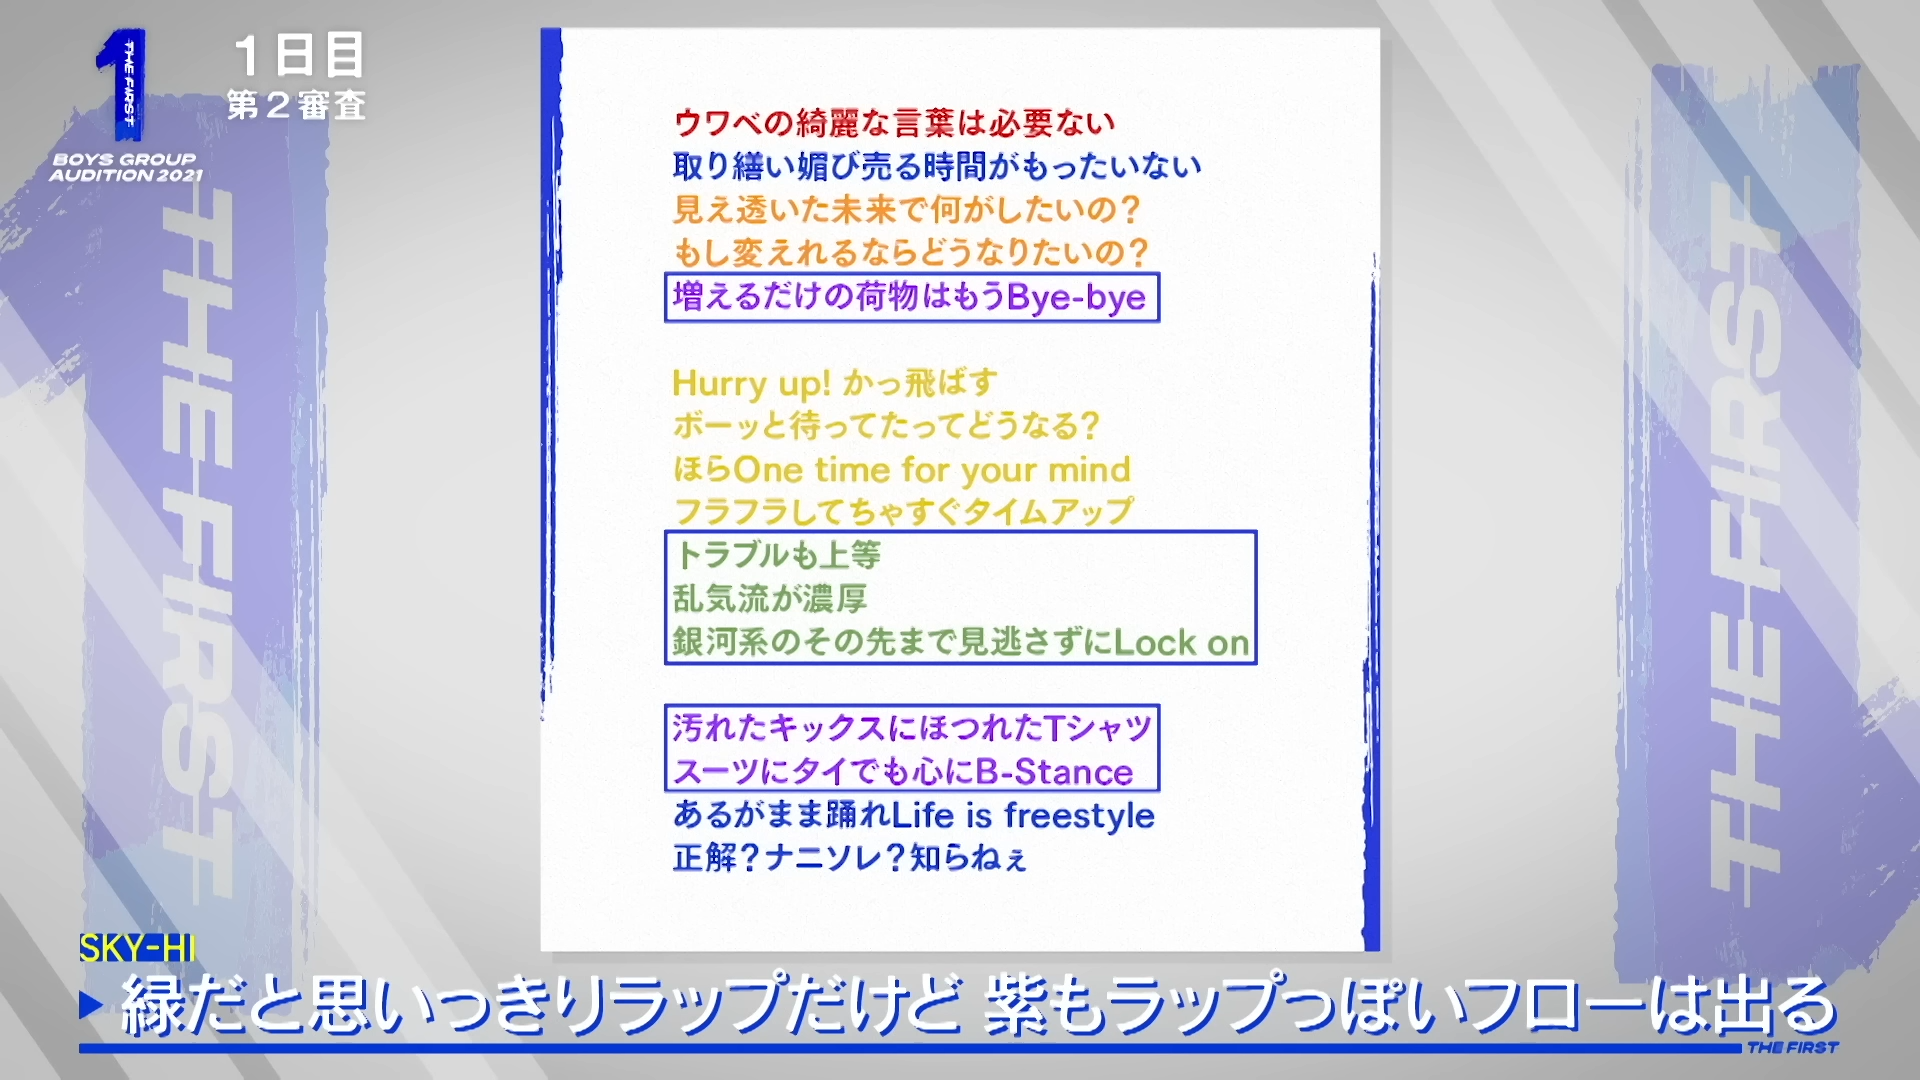 THE FIRST
BOYS GROUP
AUDITION 2021
1日目
第2審査
THE FIRST
THE FIRST
ウワベの綺麗な言葉は必要ない
取り繕い媚び売る時間がもったいない
見え透いた未来で何がしたいの？
もし変えれるならどうなりたいの？
増えるだけの荷物はもうBye-bye
Hurry up! かっ飛ばす
ボーッと待ってたってどうなる？
ほらOne time for your mind
フラフラしてちゃすぐタイムアップ
トラブルも上等
乱気流が濃厚
銀河系のその先まで見逃さずにLock on
汚れたキックスにほつれたTシャツ
スーツにタイでも心にB-Stance
あるがまま踊れLife is freestyle
正解？ナニソレ？知らねぇ
SKY-HI
緑だと思いっきりラップだけど 紫もラップっぽいフローは出る
THE FIRST